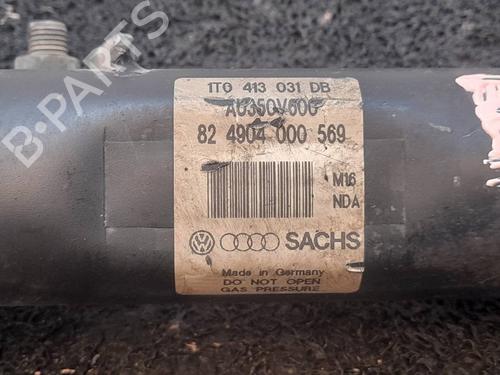 1T0 413 031 DB
AU350V600
82 4904 000 569
M16
NDA
SACHS
Made in Germany
DO NOT OPEN
GAS PRESSURE
B-PARTS